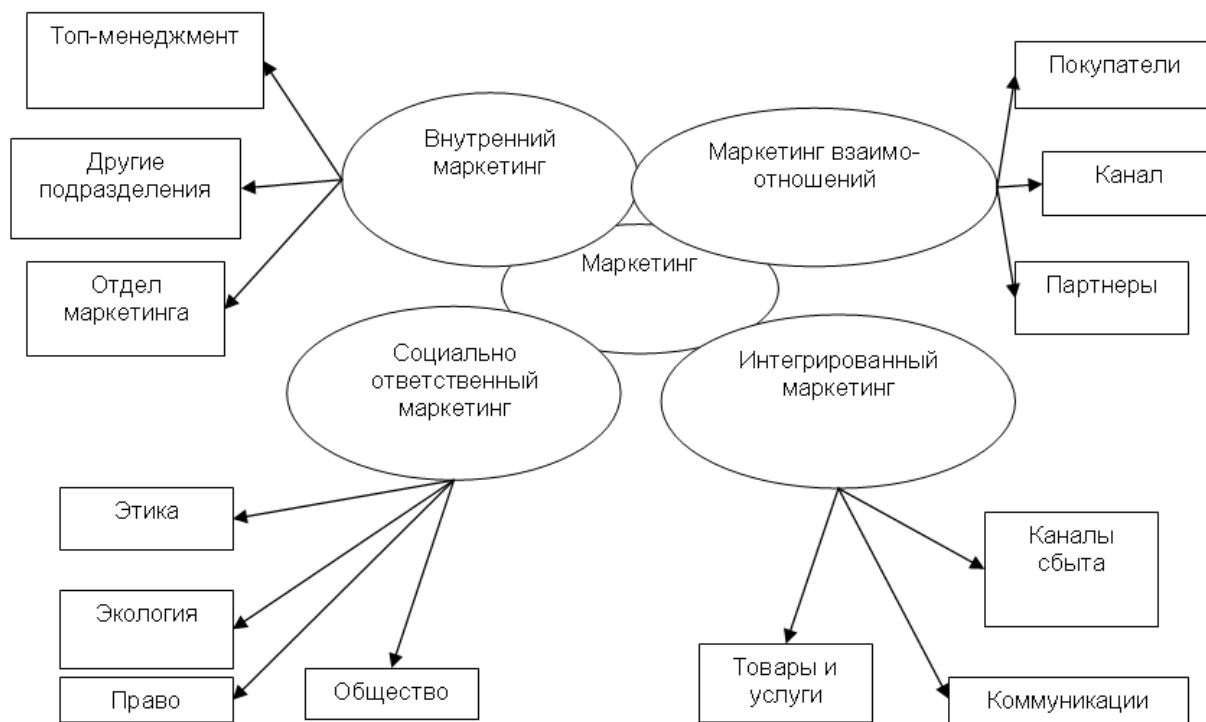 Топ-менеджмент
Другие
подразделения
Отдел
маркетинга
Внутренний
маркетинг
Маркетинг взаимо-
отношений
Покупатели
Канал
Партнеры
Маркетинг
Социально
ответственный
маркетинг
Интегрированный
маркетинг
Этика
Экология
Право
Общество
Товары и
услуги
Каналы
сбыта
Коммуникации